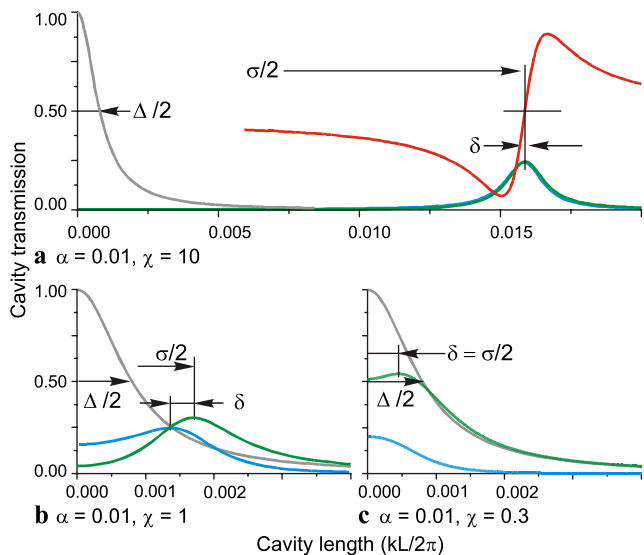 1.00
σ/2
Δ /2
0.50
δ
0.00
0.000 0.005 0.010 0.015
a α = 0.01, χ = 10
Cavity transmission
1.00
σ/2
0.50
Δ /2
δ
0.00
0.000 0.001 0.002
b α = 0.01, χ = 1
δ = σ/2
Δ /2
0.000 0.001 0.002
c α = 0.01, χ = 0.3
Cavity length (kL/2π)